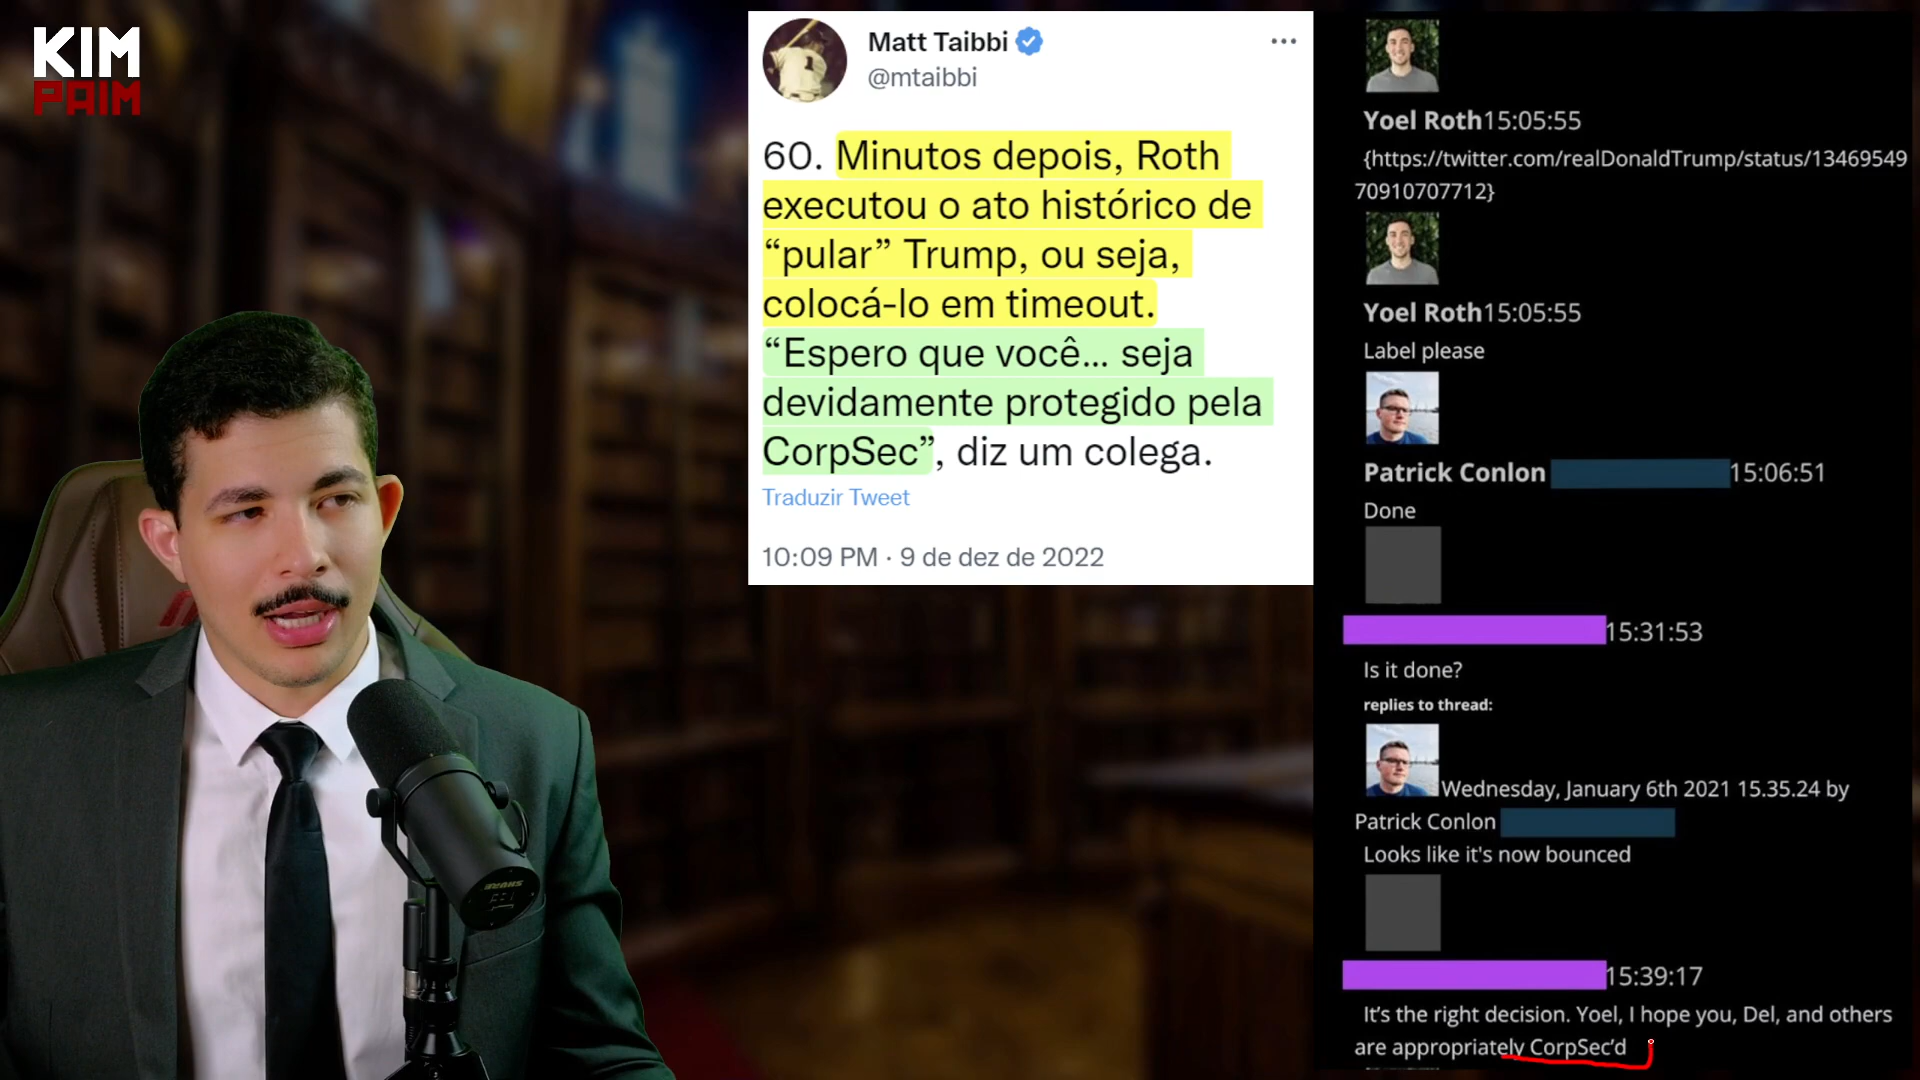 KIM
PAIM
Matt Taibbi
@mtaibbi
60. Minutos depois, Roth
executou o ato histórico de
“pular” Trump, ou seja,
colocá-lo em timeout.
“Espero que você... seja
devidamente protegido pela
CorpSec”, diz um colega.
Traduzir Tweet
10:09 PM · 9 de dez de 2022
Yoel Roth15:05:55
{https://twitter.com/realDonaldTrump/status/13469549
70910707712}
Yoel Roth15:05:55
Label please
Patrick Conlon 15:06:51
Done
15:31:53
Is it done?
replies to thread:
Wednesday, January 6th 2021 15.35.24 by
Patrick Conlon
Looks like it's now bounced
15:39:17
It's the right decision. Yoel, I hope you, Del, and others
are appropriately CorpSec'd
SHURE